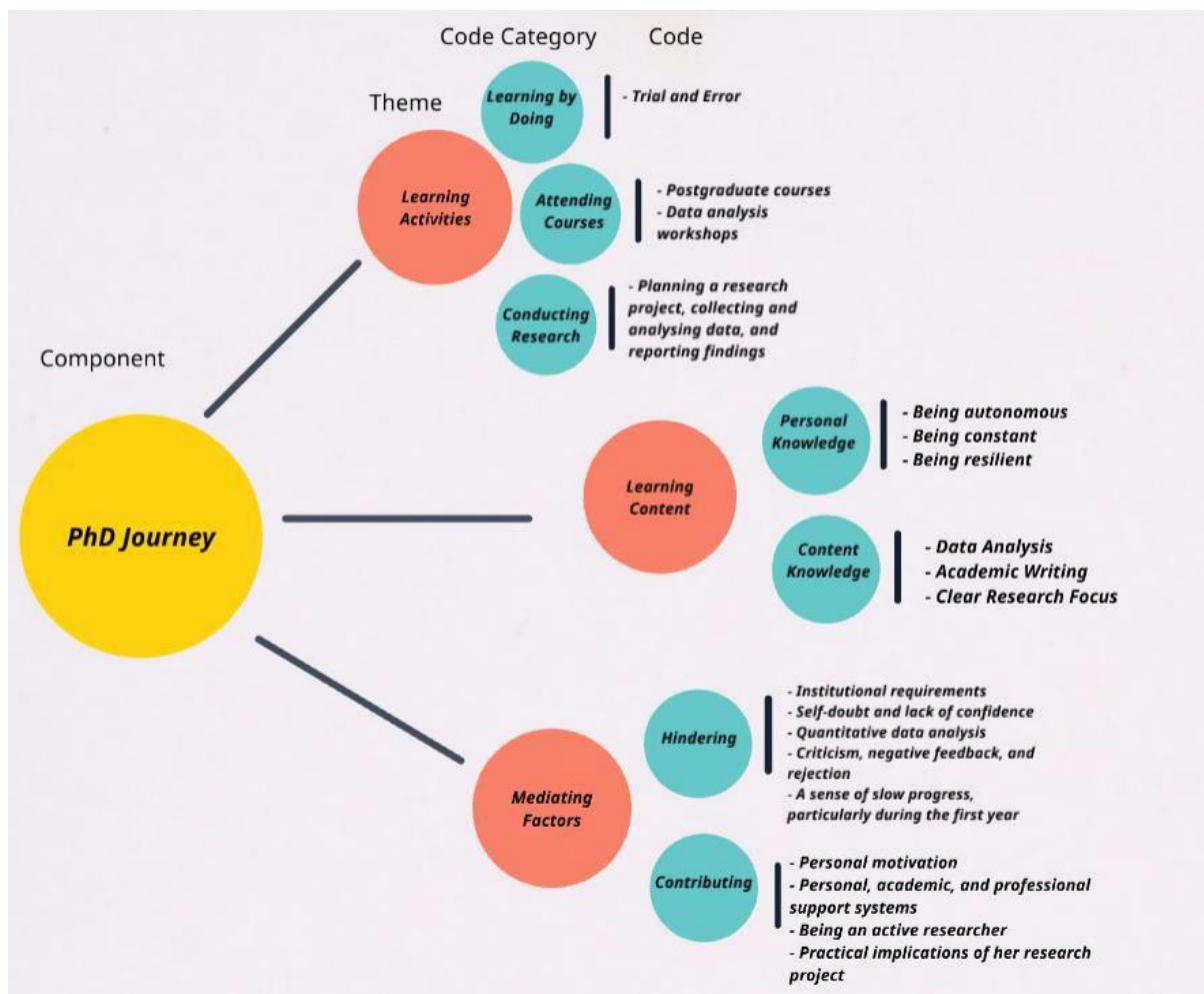 Code Category
Code
Theme
Learning by
Doing
- Trial and Error
Learning
Activities
Attending
Courses
- Postgraduate courses
- Data analysis
workshops
Conducting
Research
- Planning a research
project, collecting and
analysing data, and
reporting findings
Component
PhD Journey
Learning
Content
Personal
Knowledge
- Being autonomous
- Being constant
- Being resilient
Content
Knowledge
- Data Analysis
- Academic Writing
- Clear Research Focus
Mediating
Factors
Hindering
- Institutional requirements
- Self-doubt and lack of confidence
- Quantitative data analysis
- Criticism, negative feedback, and
rejection
- A sense of slow progress,
particularly during the first year
Contributing
- Personal motivation
- Personal, academic, and professional
support systems
- Being an active researcher
- Practical implications of her research
project